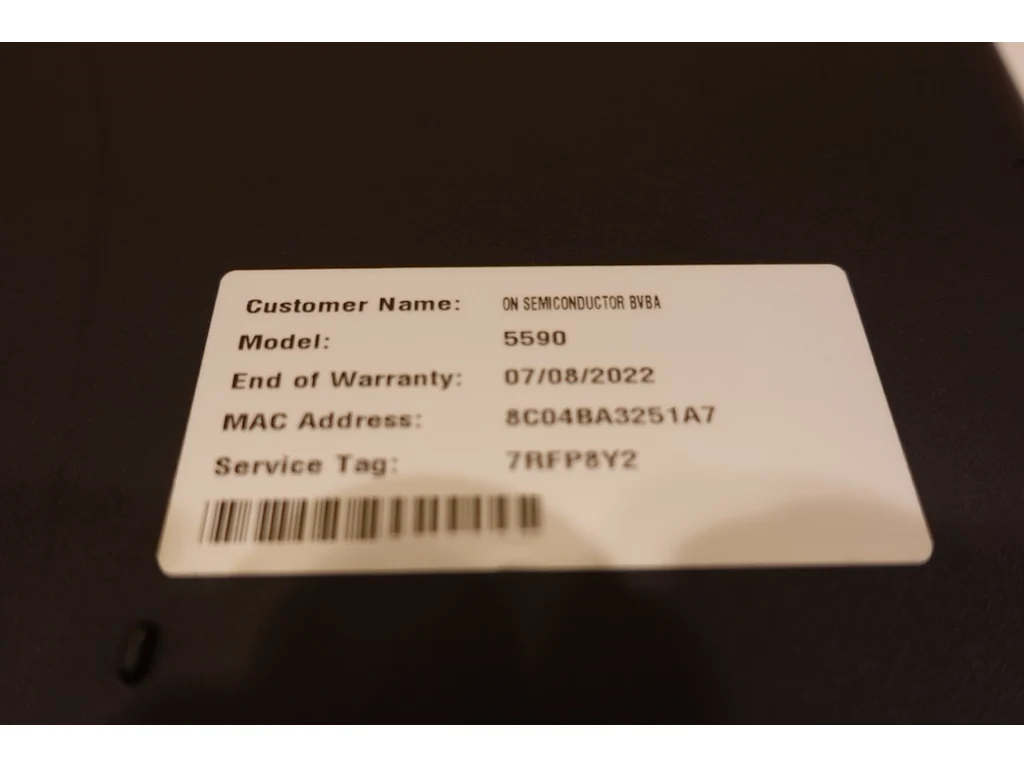 Customer Name: ON SEMICONDUCTOR BVBA
Model: 5590
End of Warranty: 07/08/2022
MAC Address: 8C04BA3251A7
Service Tag: 7RFP8Y2